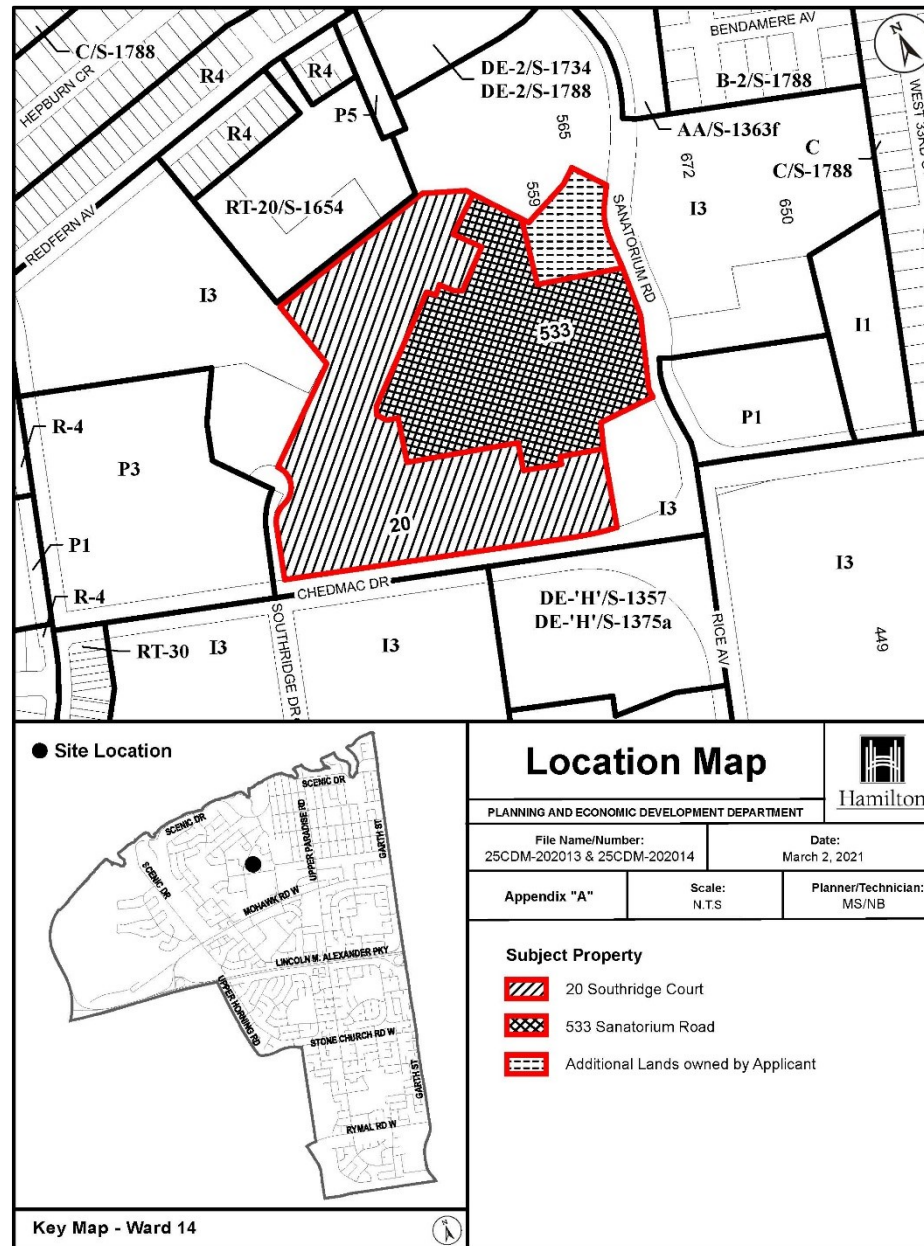 C/S-1788
HEPBURN CR
R4
R4
R4
P5
DE-2/S-1734
DE-2/S-1788
BENDAMERE AV
B-2/S-1788
N
AA/S-1363f
C
C/S-1788
565
672
650
559
I3
RT-20/S-1654
REDFERN AV
SANATORIUM RD
I3
533
I1
P1
R-4
P3
I3
20
P1
R-4
CHEDMAC DR
SOUTHRIDGE DR
RT-30
I3
I3
DE-'H'/S-1357
DE-'H'/S-1375a
RICE AV
I3
449
Site Location
SCENIC DR
SCENIC DR
SCENIC DR
UPPER PARADISE RD
GARTH ST
MOHAWK RD W
LINCOLN M. ALEXANDER PKY
UPPER HORNING RD
STONE CHURCH RD W
GARTH ST
RYMAL RD W
Key Map - Ward 14
N
Location Map
Hamilton
PLANNING AND ECONOMIC DEVELOPMENT DEPARTMENT
File Name/Number:
25CDM-202013 & 25CDM-202014
Date:
March 2, 2021
Appendix "A"
Scale:
N.T.S
Planner/Technician:
MS/NB
Subject Property
20 Southridge Court
533 Sanatorium Road
Additional Lands owned by Applicant